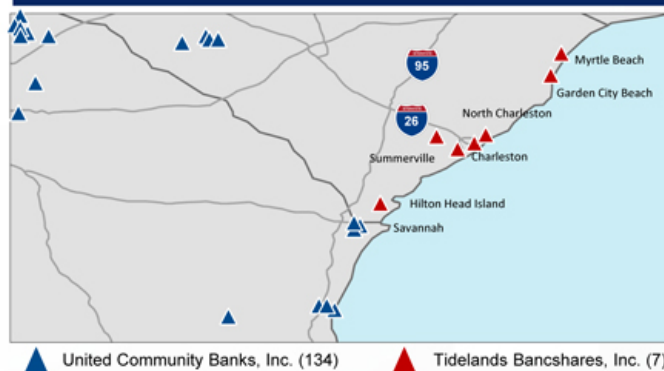 95
Myrtle Beach
Garden City Beach
North Charleston
26
Summerville
Charleston
Hilton Head Island
Savannah
United Community Banks, Inc. (134)
Tidelands Bancshares, Inc. (7)